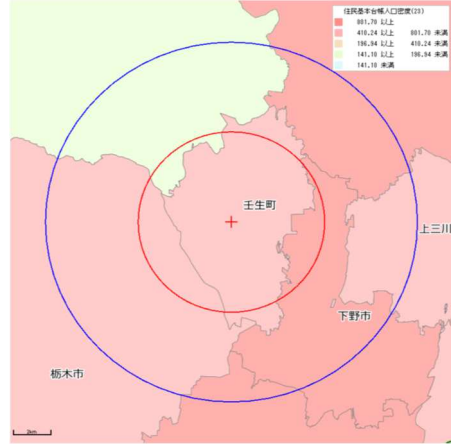 住民基本台帳人口密度(23)
801.70 以上
410.24 以上 801.70 未満
196.94 以上 410.24 未満
141.10 以上 196.94 未満
141.10 未満
壬生町
上三川
下野市
栃木市
2km